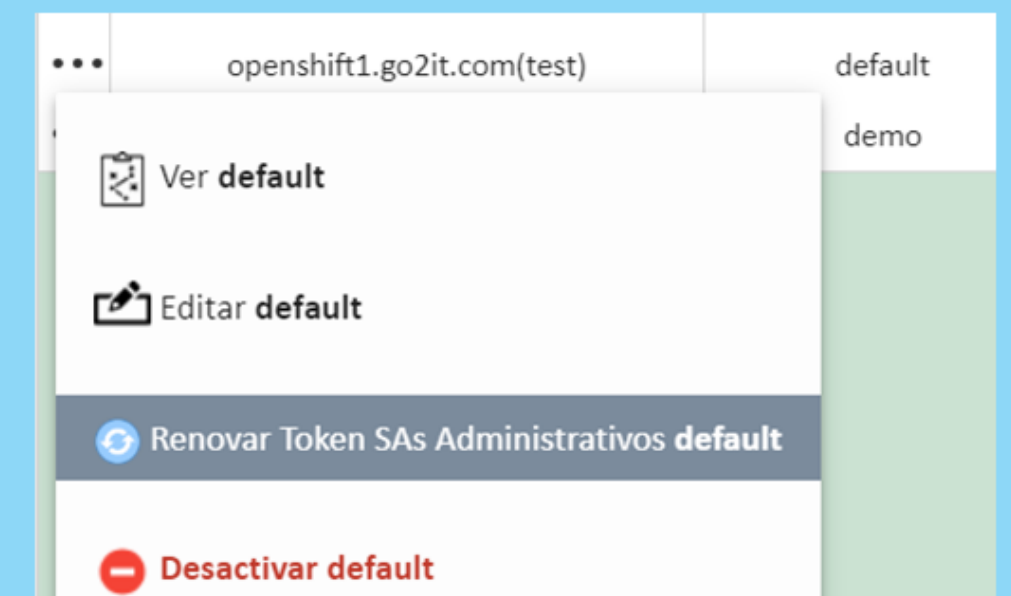 ••• openshift1.go2it.com(test) default
demo
Ver default
Editar default
Renovar Token SAs Administrativos default
Desactivar default